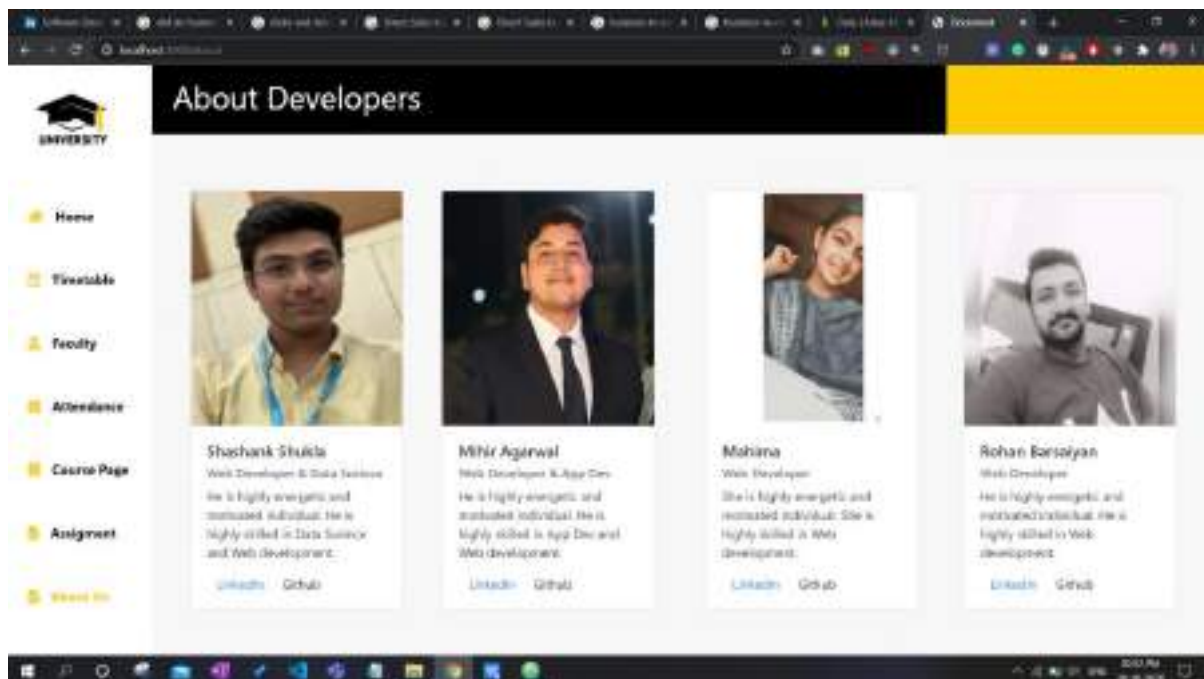 localhost
About Developers
UNIVERSITY
Home
Timetable
Faculty
Attendance
Course Page
Assigment
About Us
Shashank Shukla
Web Developer & Data Science
He is highly energetic and
motivated individual. He is
highly skilled in Data Science
and Web development.
LinkedIn Github
Mihir Agarwal
Web Developer & App Dev
He is highly energetic and
motivated individual. He is
highly skilled in App Dev and
Web development.
LinkedIn Github
Mahima
Web Developer
She is highly energetic and
motivated individual. She is
highly skilled in Web
development.
LinkedIn Github
Rohan Barsaiyan
Web Developer
He is highly energetic and
motivated individual. He is
highly skilled in Web
development.
LinkedIn Github
ENG